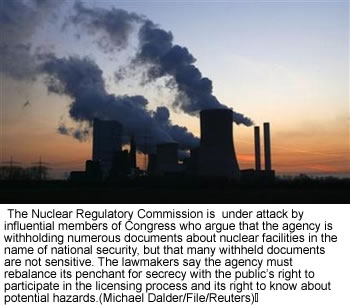 The Nuclear Regulatory Commission is  under attack by
influential members of Congress who argue that the agency is
withholding numerous documents about nuclear facilities in the
name of national security, but that many withheld documents
are not sensitive. The lawmakers say the agency must
rebalance its penchant for secrecy with the public's right to
participate in the licensing process and its right to know about
potential hazards.(Michael Dalder/File/Reuters)